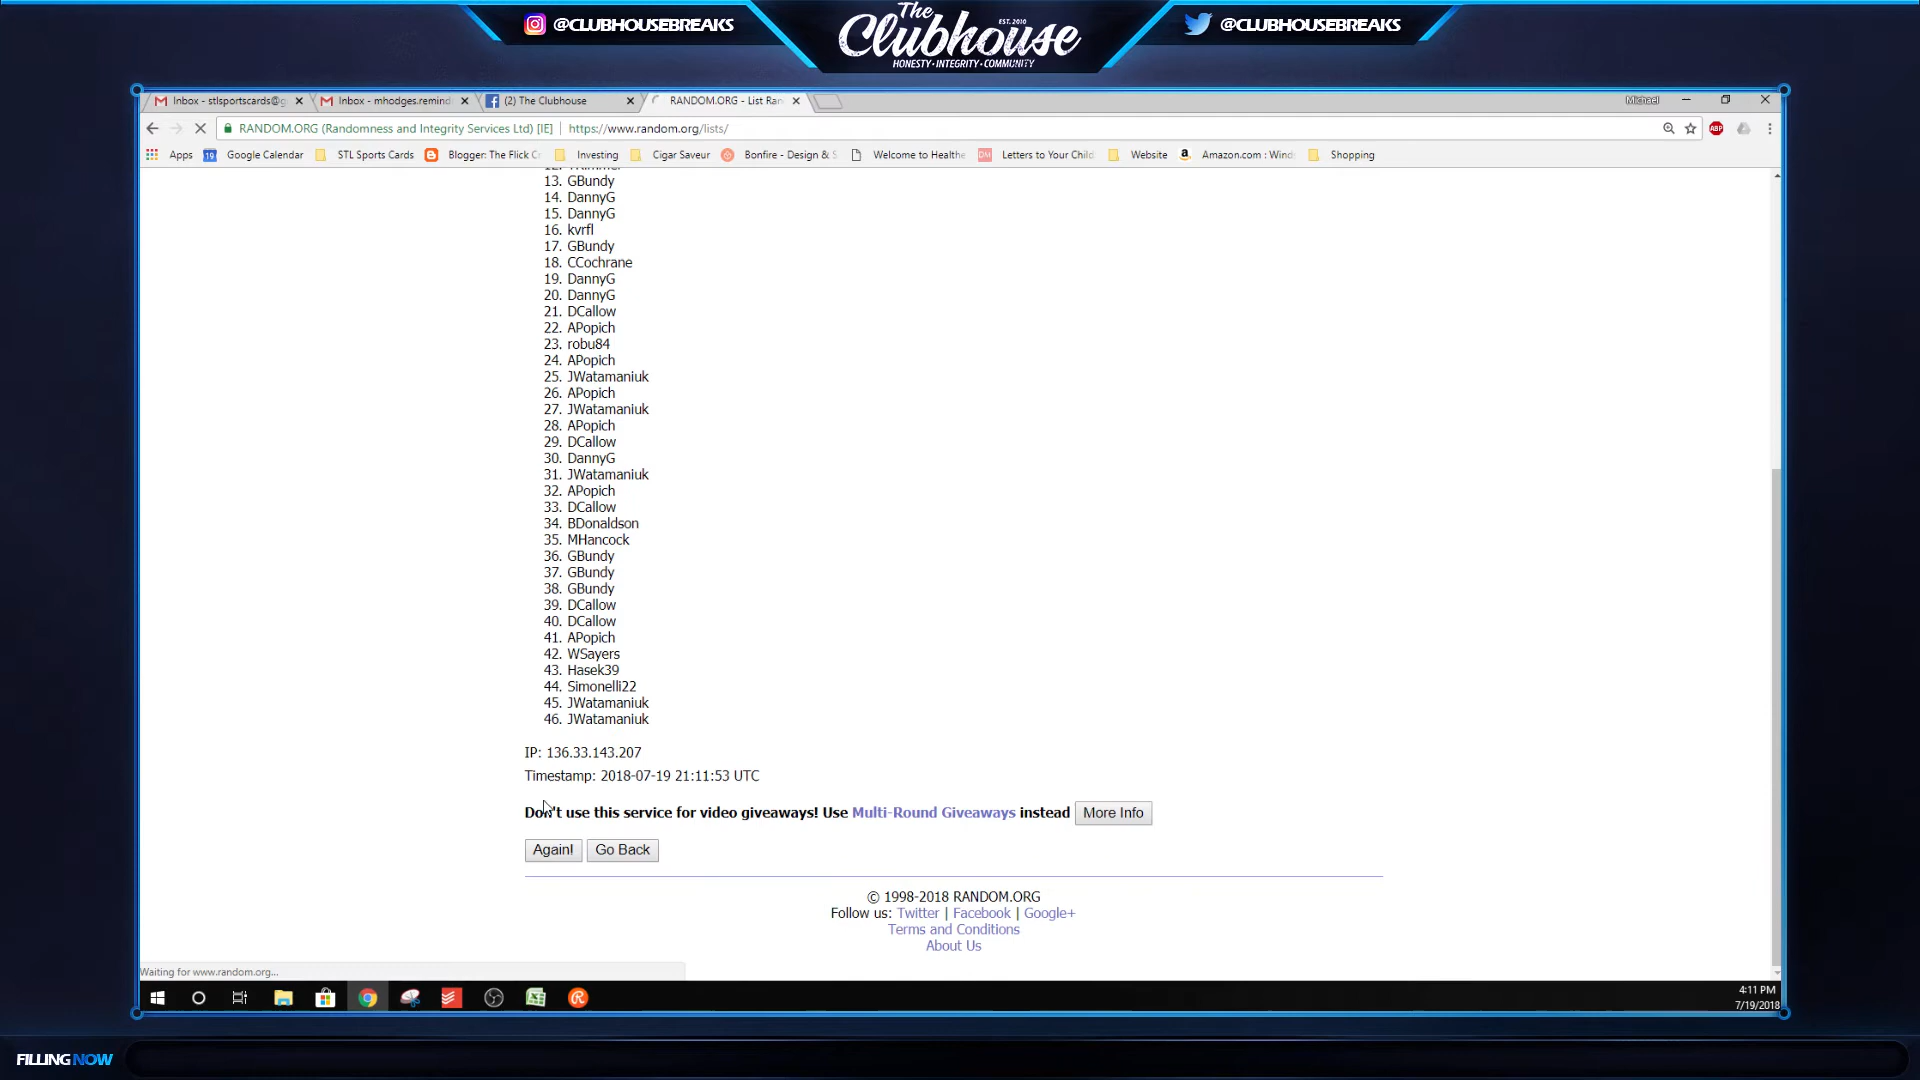 @CLUBHOUSEBREAKS
The
EST. 2010
Clubhouse
HONESTY•INTEGRITY•COMMUNITY
@CLUBHOUSEBREAKS
Inbox - stlsportscards@g
Inbox - mhodges.remind
(2) The Clubhouse
RANDOM.ORG - List Ran
Michael
RANDOM.ORG (Randomness and Integrity Services Ltd) [IE] https://www.random.org/lists/
Apps
Google Calendar
STL Sports Cards
Blogger: The Flick C
Investing
Cigar Saveur
Bonfire - Design & S
Welcome to Healthe
Letters to Your Child
Website
Amazon.com : Wind
Shopping
13. GBundy
14. DannyG
15. DannyG
16. kvrfl
17. GBundy
18. CCochrane
19. DannyG
20. DannyG
21. DCallow
22. APopich
23. robu84
24. APopich
25. JWatamaniuk
26. APopich
27. JWatamaniuk
28. APopich
29. DCallow
30. DannyG
31. JWatamaniuk
32. APopich
33. DCallow
34. BDonaldson
35. MHancock
36. GBundy
37. GBundy
38. GBundy
39. DCallow
40. DCallow
41. APopich
42. WSayers
43. Hasek39
44. Simonelli22
45. JWatamaniuk
46. JWatamaniuk
IP: 136.33.143.207
Timestamp: 2018-07-19 21:11:53 UTC
Don't use this service for video giveaways! Use Multi-Round Giveaways instead More Info
Again! Go Back
© 1998-2018 RANDOM.ORG
Follow us: Twitter | Facebook | Google+
Terms and Conditions
About Us
Waiting for www.random.org...
4:11 PM
7/19/2018
FILLING NOW